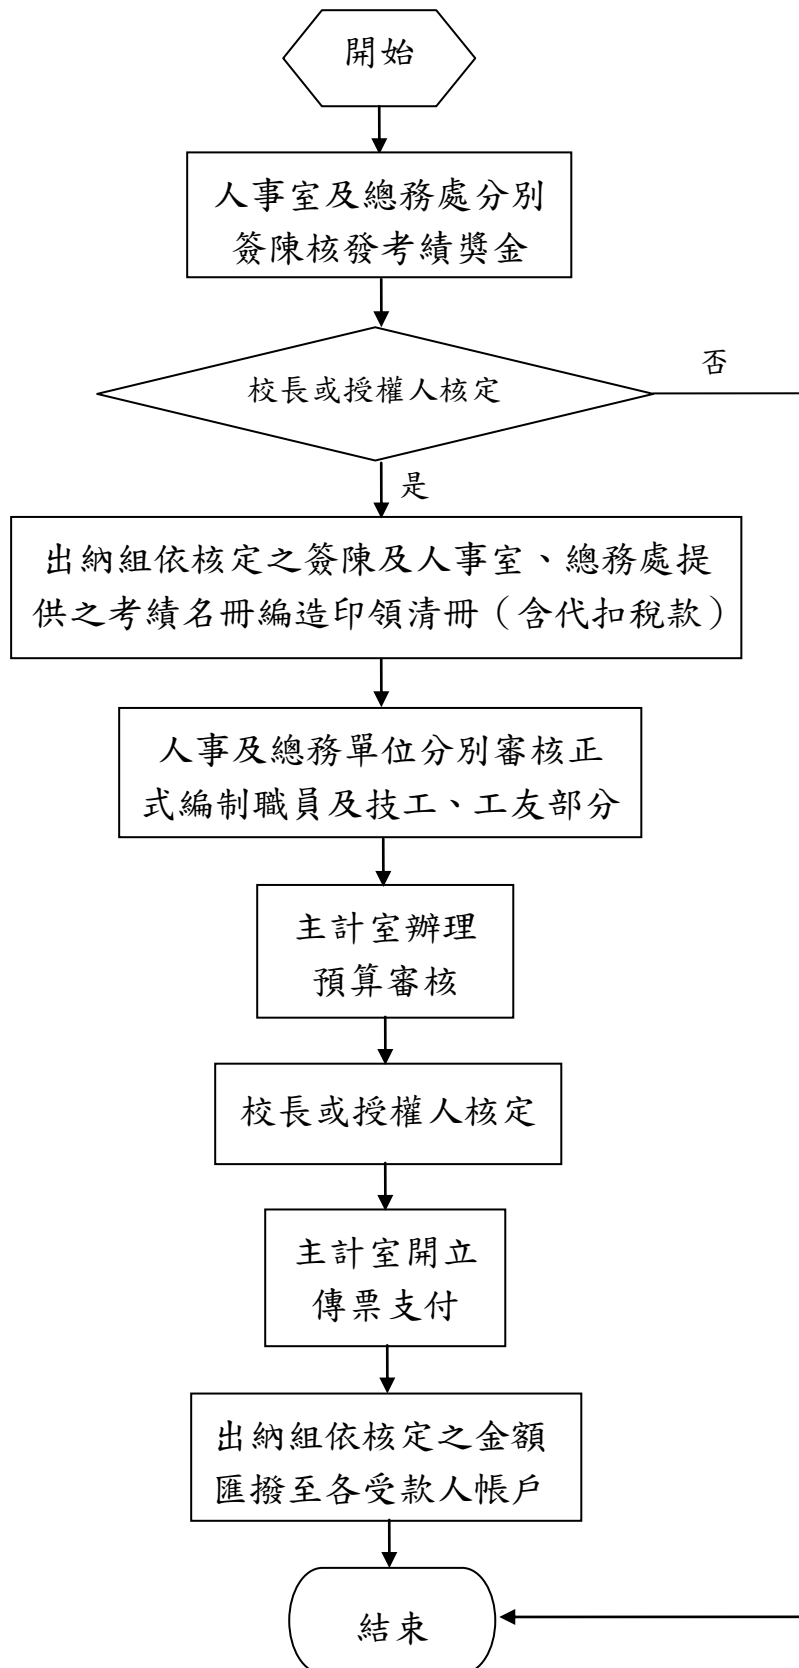 開始
人事室及總務處分別
簽陳核發考績獎金
校長或授權人核定
否
是
出納組依核定之簽陳及人事室、總務處提
供之考績名冊編造印領清冊（含代扣稅款）
人事及總務單位分別審核正
式編制職員及技工、工友部分
主計室辦理
預算審核
校長或授權人核定
主計室開立
傳票支付
出納組依核定之金額
匯撥至各受款人帳戶
結束